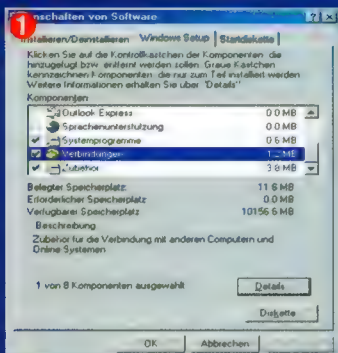 1
Eigenschaften von Software
Installieren/Deinstallieren Windows Setup Startdiskette
Klicken Sie auf die Kontrollkästchen der Komponenten, die
hinzugefügt bzw. entfernt werden sollen. Graue Kästchen
kennzeichnen Komponenten, die nur zum Teil installiert werden.
Weitere Informationen erhalten Sie über "Details"
Komponenten
Outlook Express 0.0 MB
Sprachenunterstützung 0.0 MB
Systemprogramme 0.6 MB
Verbindungen MB
Zubehör 3.8 MB
Belegter Speicherplatz 11.6 MB
Erforderlicher Speicherplatz 0.0 MB
Verfügbarer Speicherplatz 10156.6 MB
Beschreibung
Zubehör für die Verbindung mit anderen Computern und
Online Systemen
1 von 8 Komponenten ausgewählt
Details
Diskette
OK Abbrechen